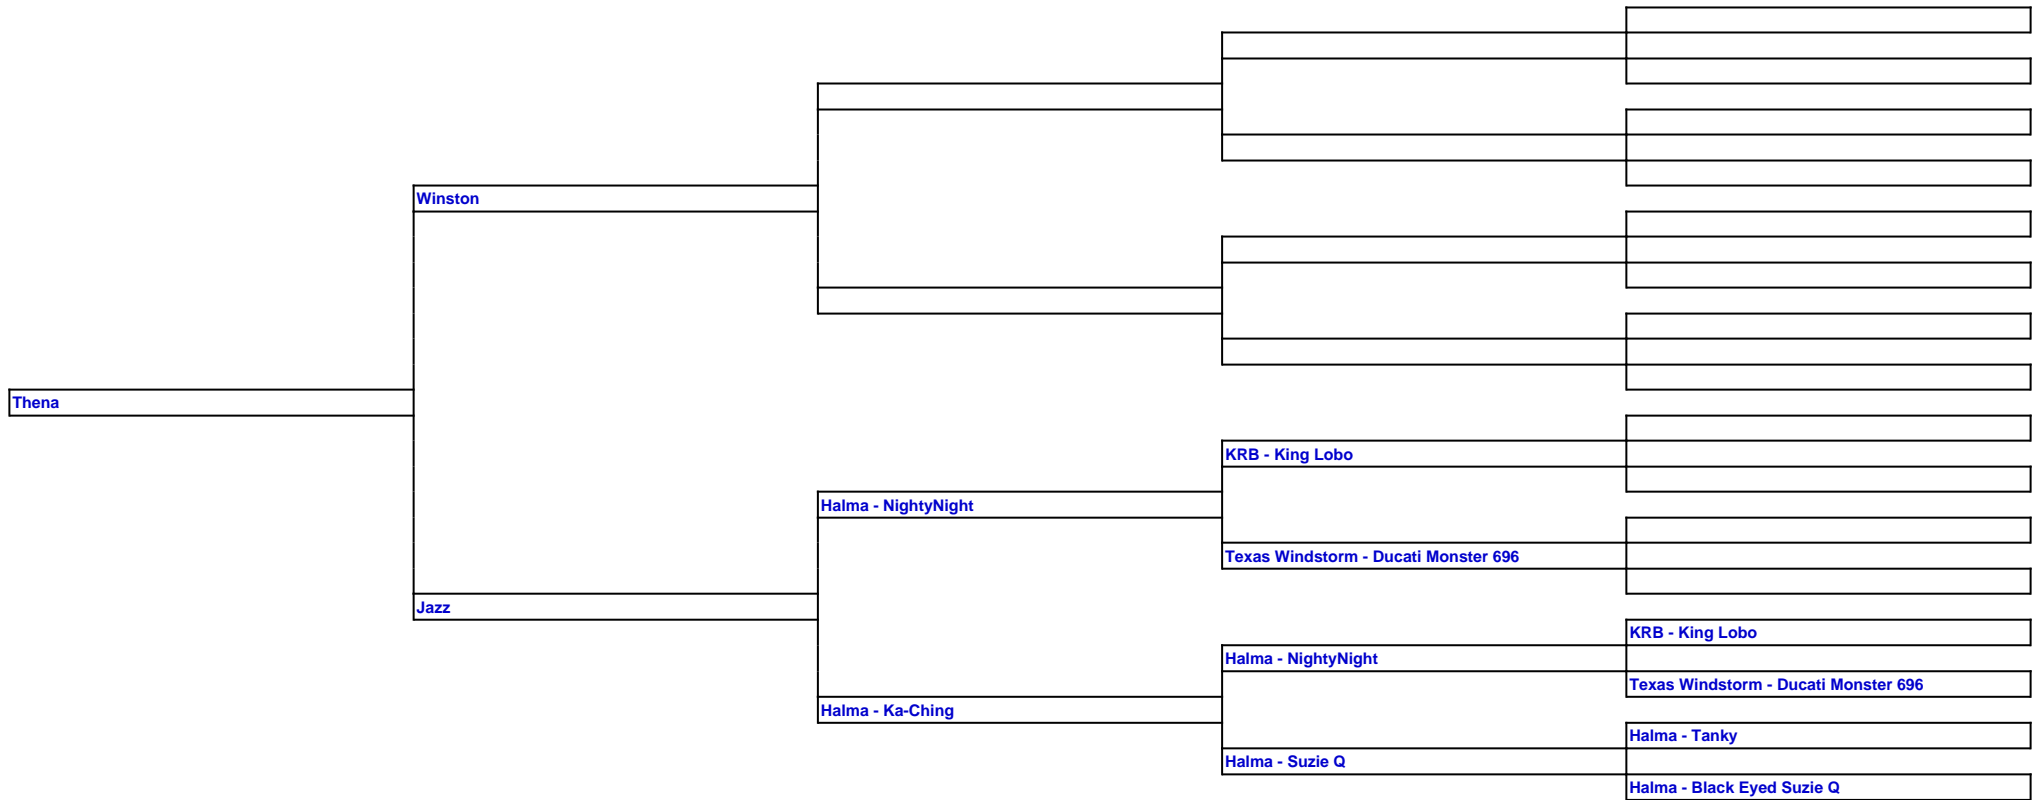 Winston
Thena
KRB - King Lobo
Halma - NightyNight
Texas Windstorm - Ducati Monster 696
Jazz
KRB - King Lobo
Halma - NightyNight
Texas Windstorm - Ducati Monster 696
Halma - Ka-Ching
Halma - Tanky
Halma - Suzie Q
Halma - Black Eyed Suzie Q